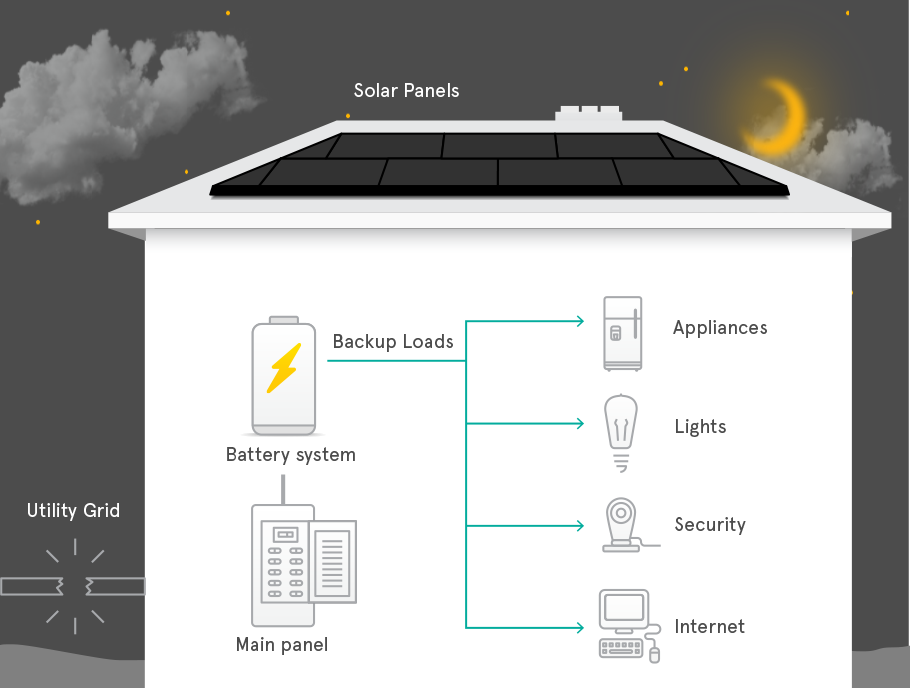 Solar Panels
Backup Loads
Appliances
Lights
Battery system
Utility Grid
Security
Main panel
Internet